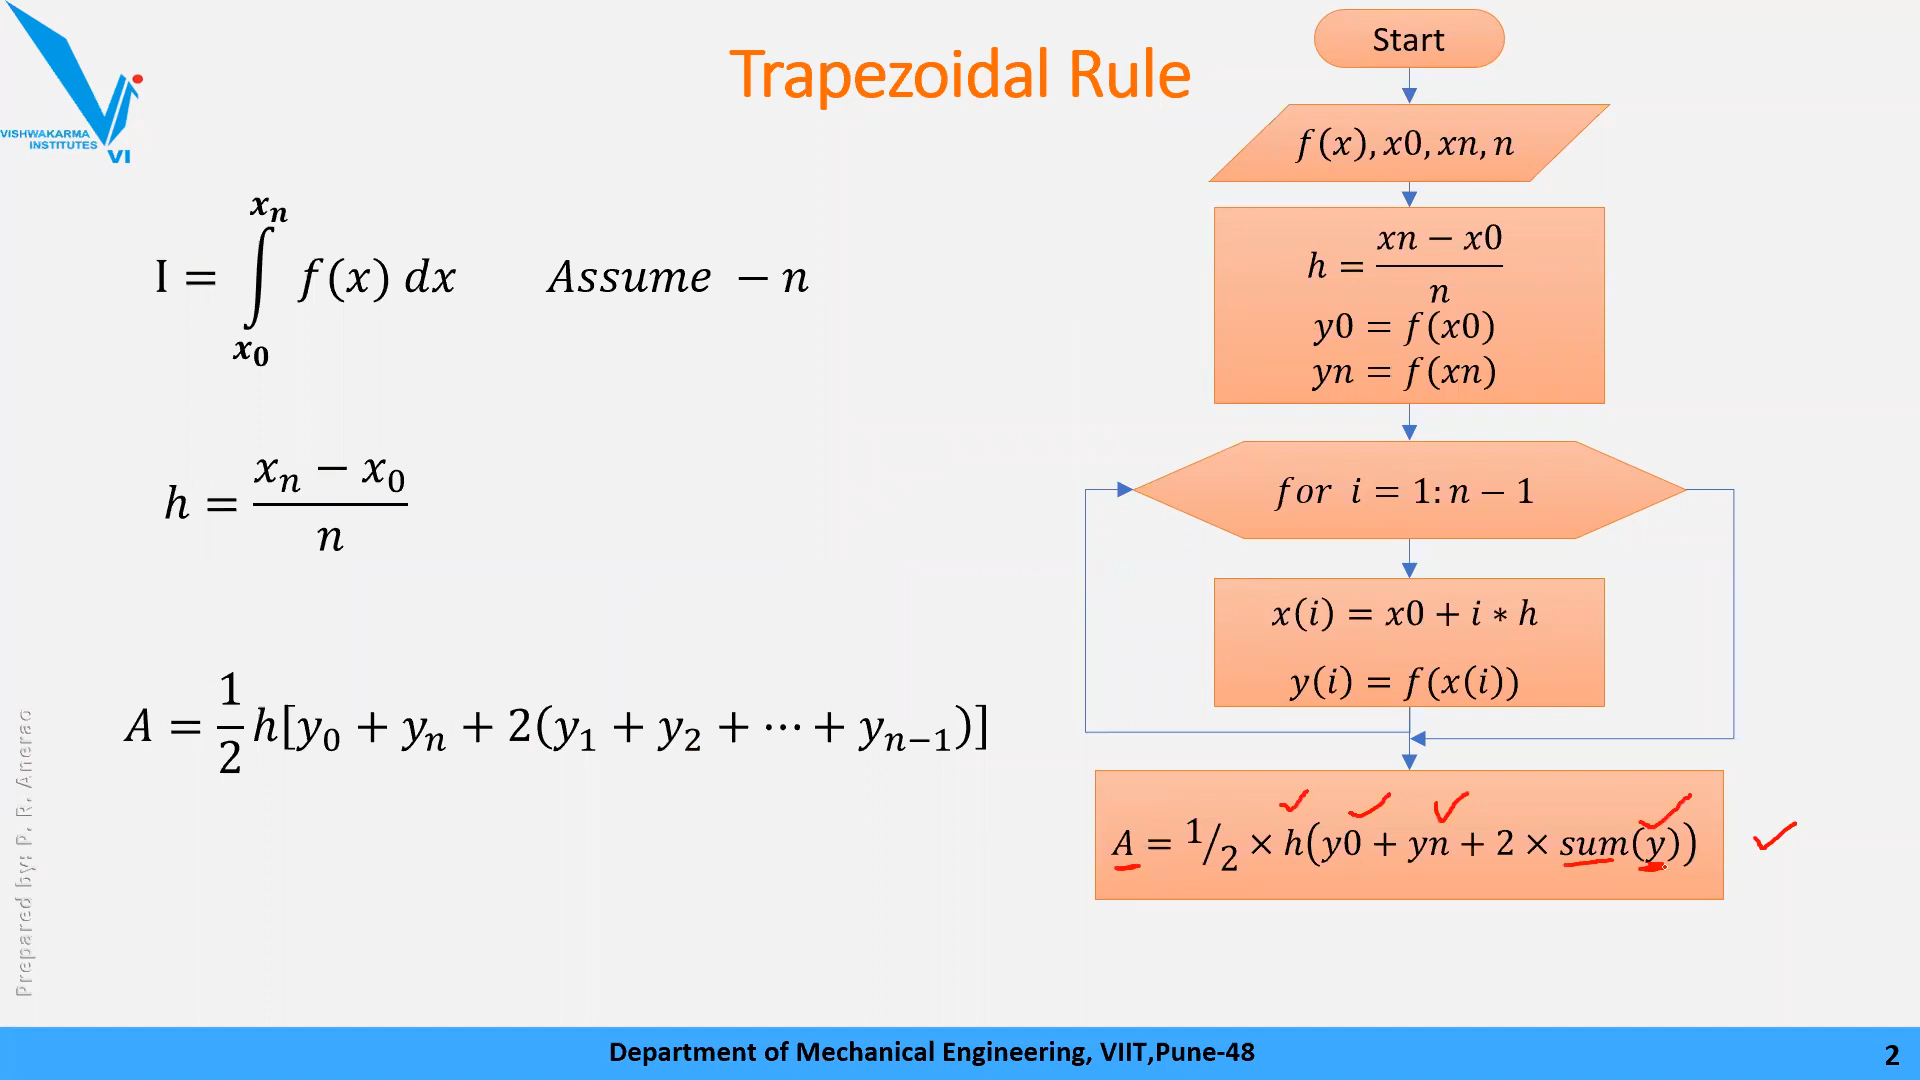 VISHWAKARMA
INSTITUTES
VI
Trapezoidal Rule
I = ∫ₓ₀ˣⁿ f(x) dx Assume − n
h = (xₙ − x₀)/n
A = 1/2 h[y₀ + yₙ + 2(y₁ + y₂ + ⋯ + yₙ₋₁)]
Start
f(x), x0, xn, n
h = (xn − x0)/n
y0 = f(x0)
yn = f(xn)
for i = 1: n − 1
x(i) = x0 + i ∗ h
y(i) = f(x(i))
A = 1/2 × h(y0 + yn + 2 × sum(y))
Prepared by: P. R. Anerao
Department of Mechanical Engineering, VIIT,Pune-48
2